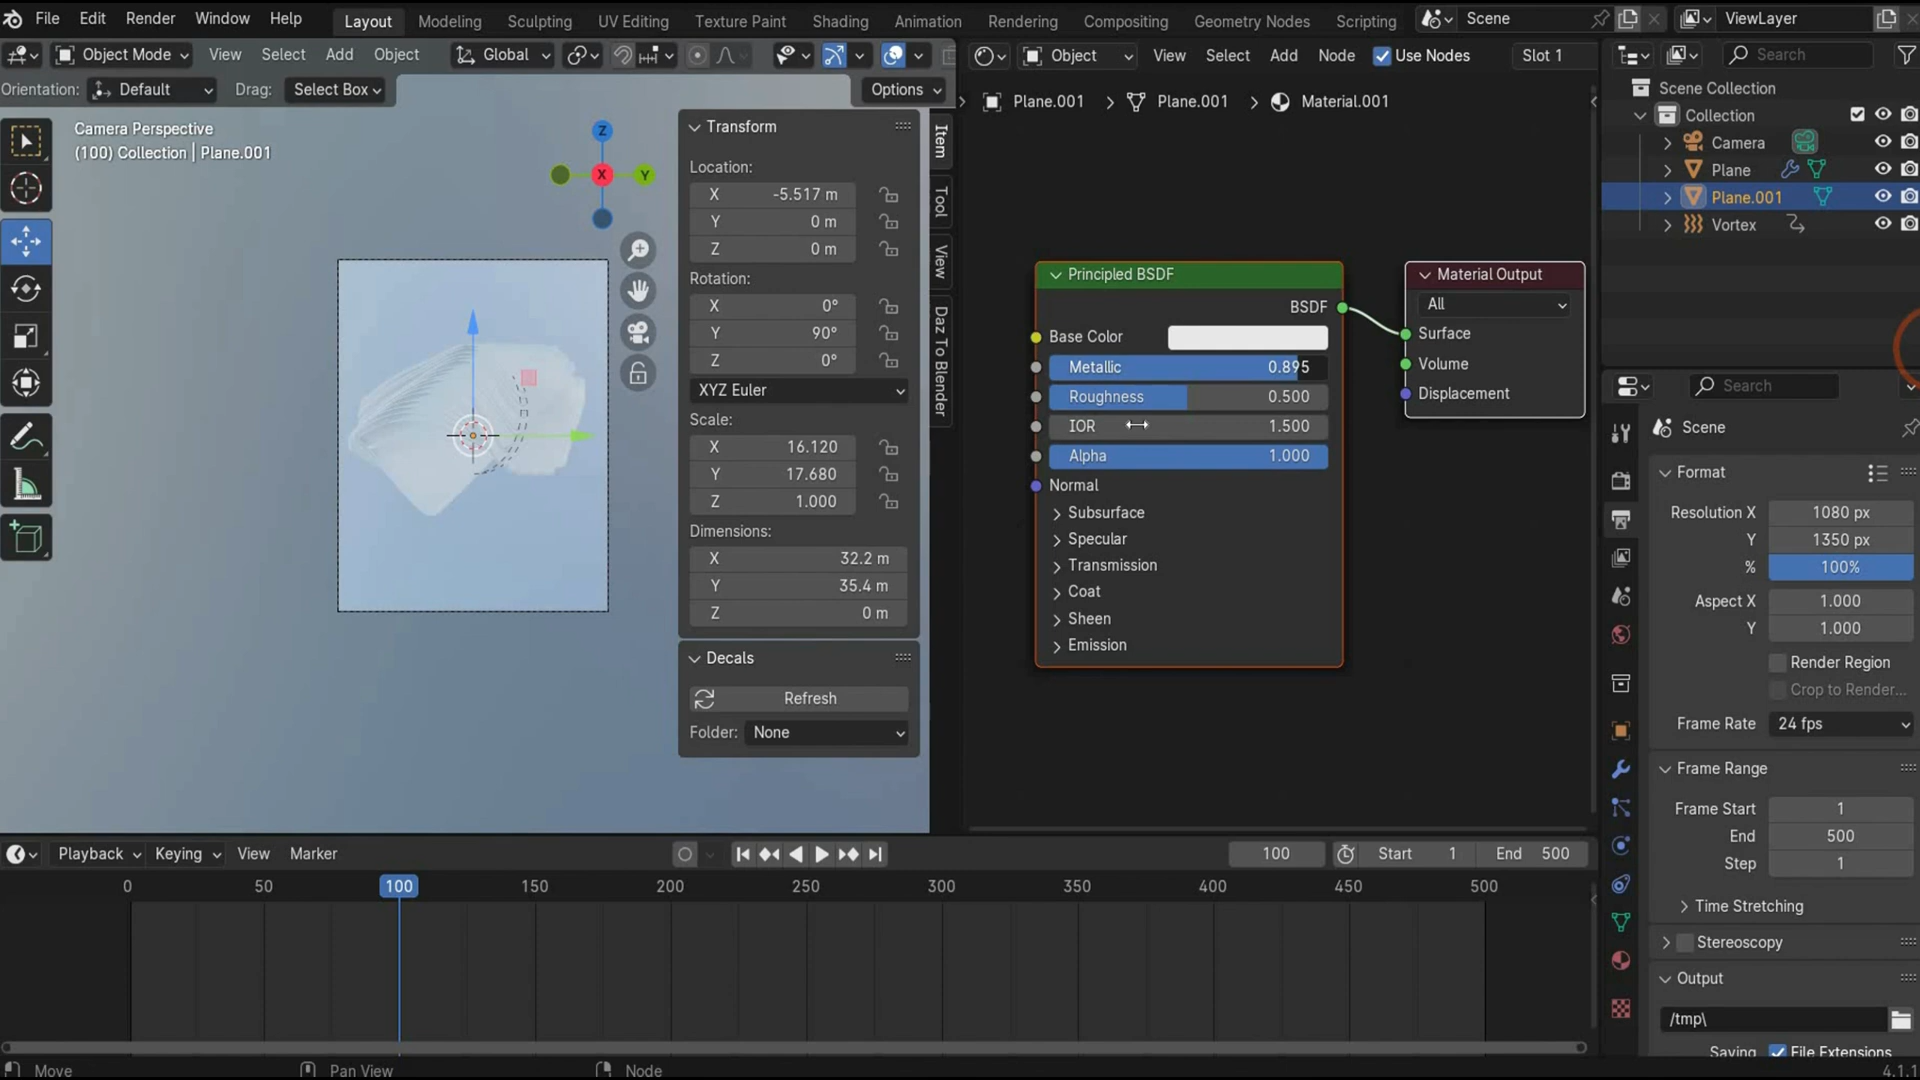 File Edit Render Window Help Layout Modeling Sculpting UV Editing Texture Paint Shading Animation Rendering Compositing Geometry Nodes Scripting Scene ViewLayer
Object Mode View Select Add Object Global Object View Select Add Node Use Nodes Slot 1 Search
Orientation: Default Drag: Select Box Options
Camera Perspective
(100) Collection | Plane.001
Z
X
Y
Transform
Location:
X -5.517 m
Y 0 m
Z 0 m
Rotation:
X 0°
Y 90°
Z 0°
XYZ Euler
Scale:
X 16.120
Y 17.680
Z 1.000
Dimensions:
X 32.2 m
Y 35.4 m
Z 0 m
Decals
Refresh
Folder: None
Item
Tool
View
Daz To Blender
Plane.001 > Plane.001 > Material.001
Principled BSDF
BSDF
Base Color
Metallic 0.895
Roughness 0.500
IOR 1.500
Alpha 1.000
Normal
Subsurface
Specular
Transmission
Coat
Sheen
Emission
Material Output
All
Surface
Volume
Displacement
Scene Collection
Collection
Camera
Plane
Plane.001
Vortex
Search
Scene
Format
Resolution X 1080 px
Y 1350 px
% 100%
Aspect X 1.000
Y 1.000
Render Region
Crop to Render...
Frame Rate 24 fps
Frame Range
Frame Start 1
End 500
Step 1
Time Stretching
Stereoscopy
Output
/tmp\
Saving File Extensions
Playback Keying View Marker 100 Start 1 End 500
0 50 100 150 200 250 300 350 400 450 500
Move Pan View Node 4.1.1